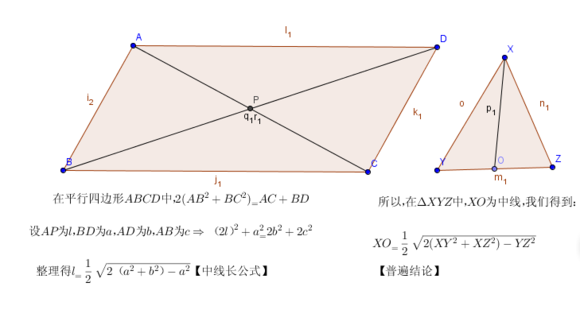 A
l₁
D
i₂
P
q₁r₁
k₁
B
j₁
C
X
o
p₁
n₁
Y
O
Z
m₁
在平行四边形ABCD中,2(AB²+BC²)=AC+BD
设AP为l,BD为a,AD为b,AB为c⇒ (2l)²+a²=2b²+2c²
整理得l=1/2 √2（a²+b²）−a²【中线长公式】
所以,在ΔXYZ中,XO为中线,我们得到:
XO=1/2 √2(XY²+XZ²)−YZ²
【普遍结论】